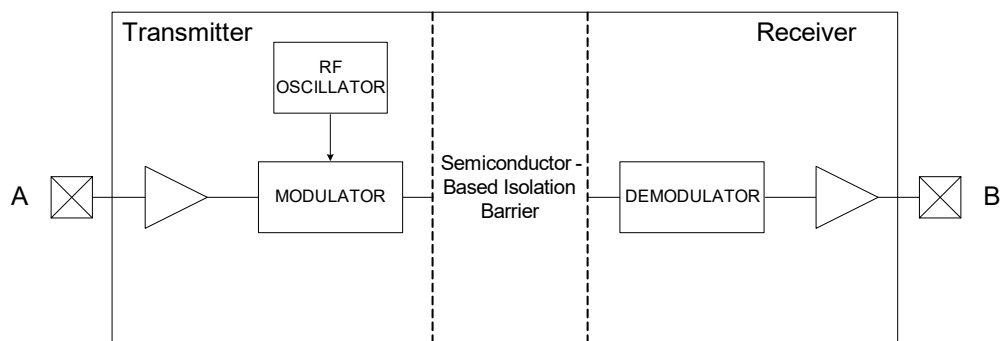 Transmitter
Receiver
RF
OSCILLATOR
A
MODULATOR
Semiconductor -
Based Isolation
Barrier
DEMODULATOR
B